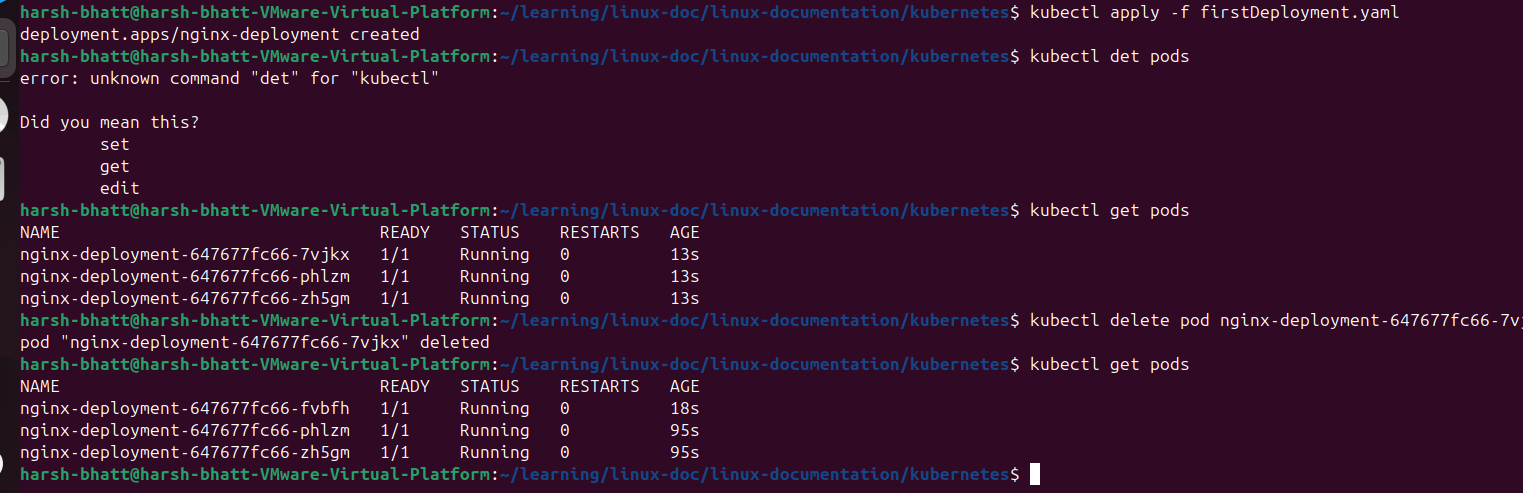 harsh-bhatt@harsh-bhatt-VMware-Virtual-Platform:~/learning/linux-doc/linux-documentation/kubernetes$ kubectl apply -f firstDeployment.yaml
deployment.apps/nginx-deployment created
harsh-bhatt@harsh-bhatt-VMware-Virtual-Platform:~/learning/linux-doc/linux-documentation/kubernetes$ kubectl det pods
error: unknown command "det" for "kubectl"
Did you mean this?
set
get
edit
harsh-bhatt@harsh-bhatt-VMware-Virtual-Platform:~/learning/linux-doc/linux-documentation/kubernetes$ kubectl get pods
NAME READY STATUS RESTARTS AGE
nginx-deployment-647677fc66-7vjkx 1/1 Running 0 13s
nginx-deployment-647677fc66-phlzm 1/1 Running 0 13s
nginx-deployment-647677fc66-zh5gm 1/1 Running 0 13s
harsh-bhatt@harsh-bhatt-VMware-Virtual-Platform:~/learning/linux-doc/linux-documentation/kubernetes$ kubectl delete pod nginx-deployment-647677fc66-7vj
pod "nginx-deployment-647677fc66-7vjkx" deleted
harsh-bhatt@harsh-bhatt-VMware-Virtual-Platform:~/learning/linux-doc/linux-documentation/kubernetes$ kubectl get pods
NAME READY STATUS RESTARTS AGE
nginx-deployment-647677fc66-fvbfh 1/1 Running 0 18s
nginx-deployment-647677fc66-phlzm 1/1 Running 0 95s
nginx-deployment-647677fc66-zh5gm 1/1 Running 0 95s
harsh-bhatt@harsh-bhatt-VMware-Virtual-Platform:~/learning/linux-doc/linux-documentation/kubernetes$